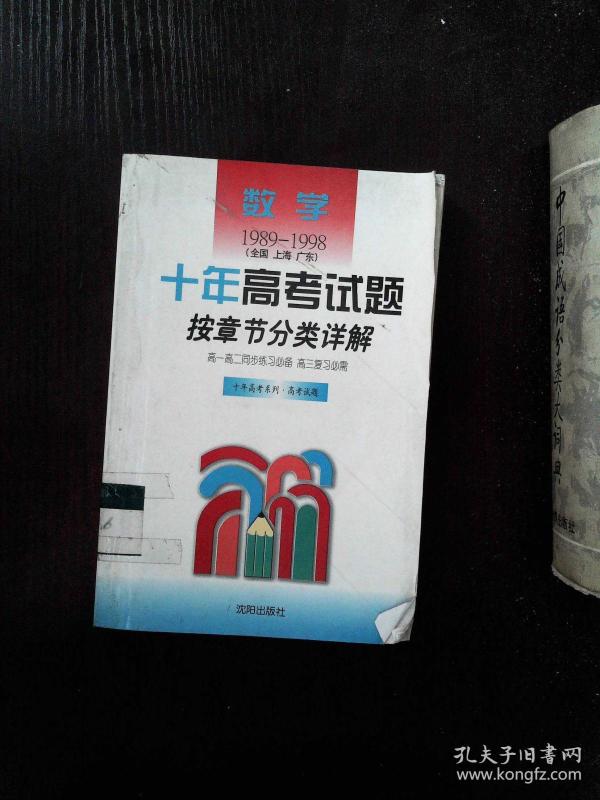 数学
1989-1998
(全国 上海 广东)
十年高考试题
按章节分类详解
高一高二同步练习必备 高三复习必需
十年高考系列·高考试题
沈阳出版社
中国成语分类大词典
出版社
孔夫子旧书网
www.kongfz.com